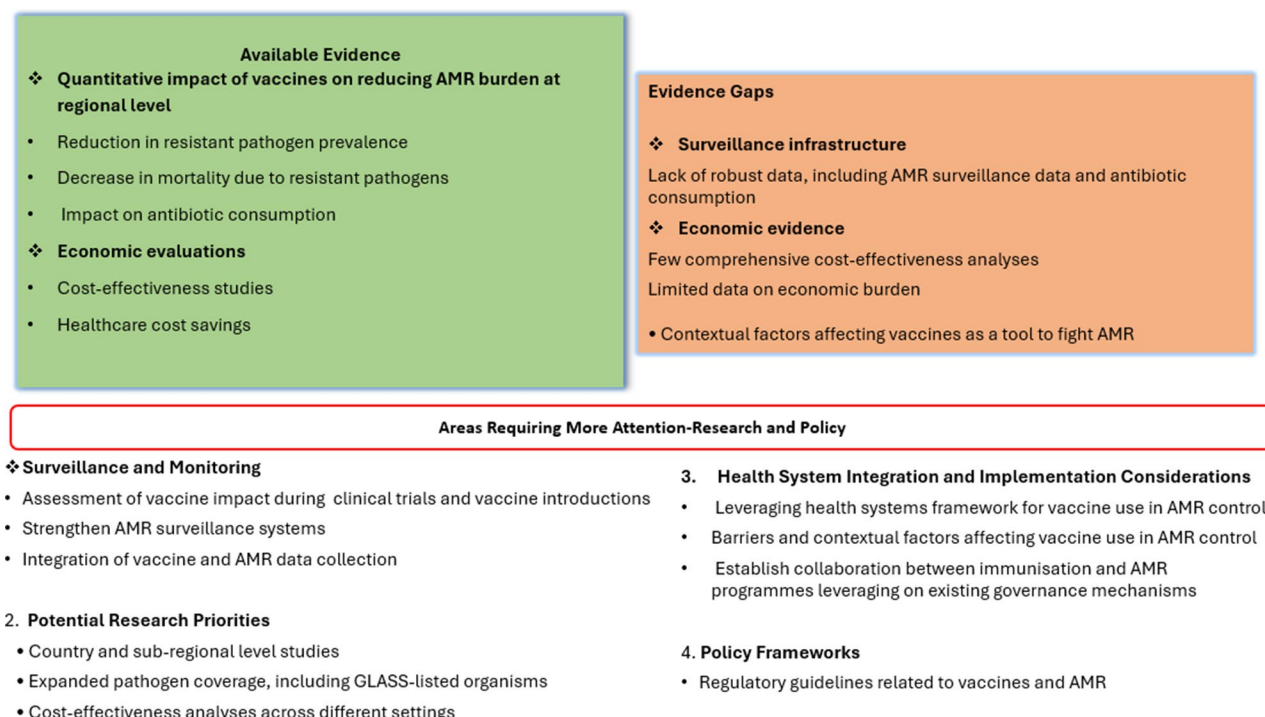 Available Evidence
❖ Quantitative impact of vaccines on reducing AMR burden at
regional level
• Reduction in resistant pathogen prevalence
• Decrease in mortality due to resistant pathogens
• Impact on antibiotic consumption
❖ Economic evaluations
• Cost-effectiveness studies
• Healthcare cost savings
Evidence Gaps
❖ Surveillance infrastructure
Lack of robust data, including AMR surveillance data and antibiotic
consumption
❖ Economic evidence
Few comprehensive cost-effectiveness analyses
Limited data on economic burden
• Contextual factors affecting vaccines as a tool to fight AMR
Areas Requiring More Attention-Research and Policy
❖Surveillance and Monitoring
• Assessment of vaccine impact during clinical trials and vaccine introductions
• Strengthen AMR surveillance systems
• Integration of vaccine and AMR data collection
2. Potential Research Priorities
• Country and sub-regional level studies
• Expanded pathogen coverage, including GLASS-listed organisms
• Cost-effectiveness analyses across different settings
3. Health System Integration and Implementation Considerations
• Leveraging health systems framework for vaccine use in AMR control
• Barriers and contextual factors affecting vaccine use in AMR control
• Establish collaboration between immunisation and AMR
programmes leveraging on existing governance mechanisms
4. Policy Frameworks
• Regulatory guidelines related to vaccines and AMR